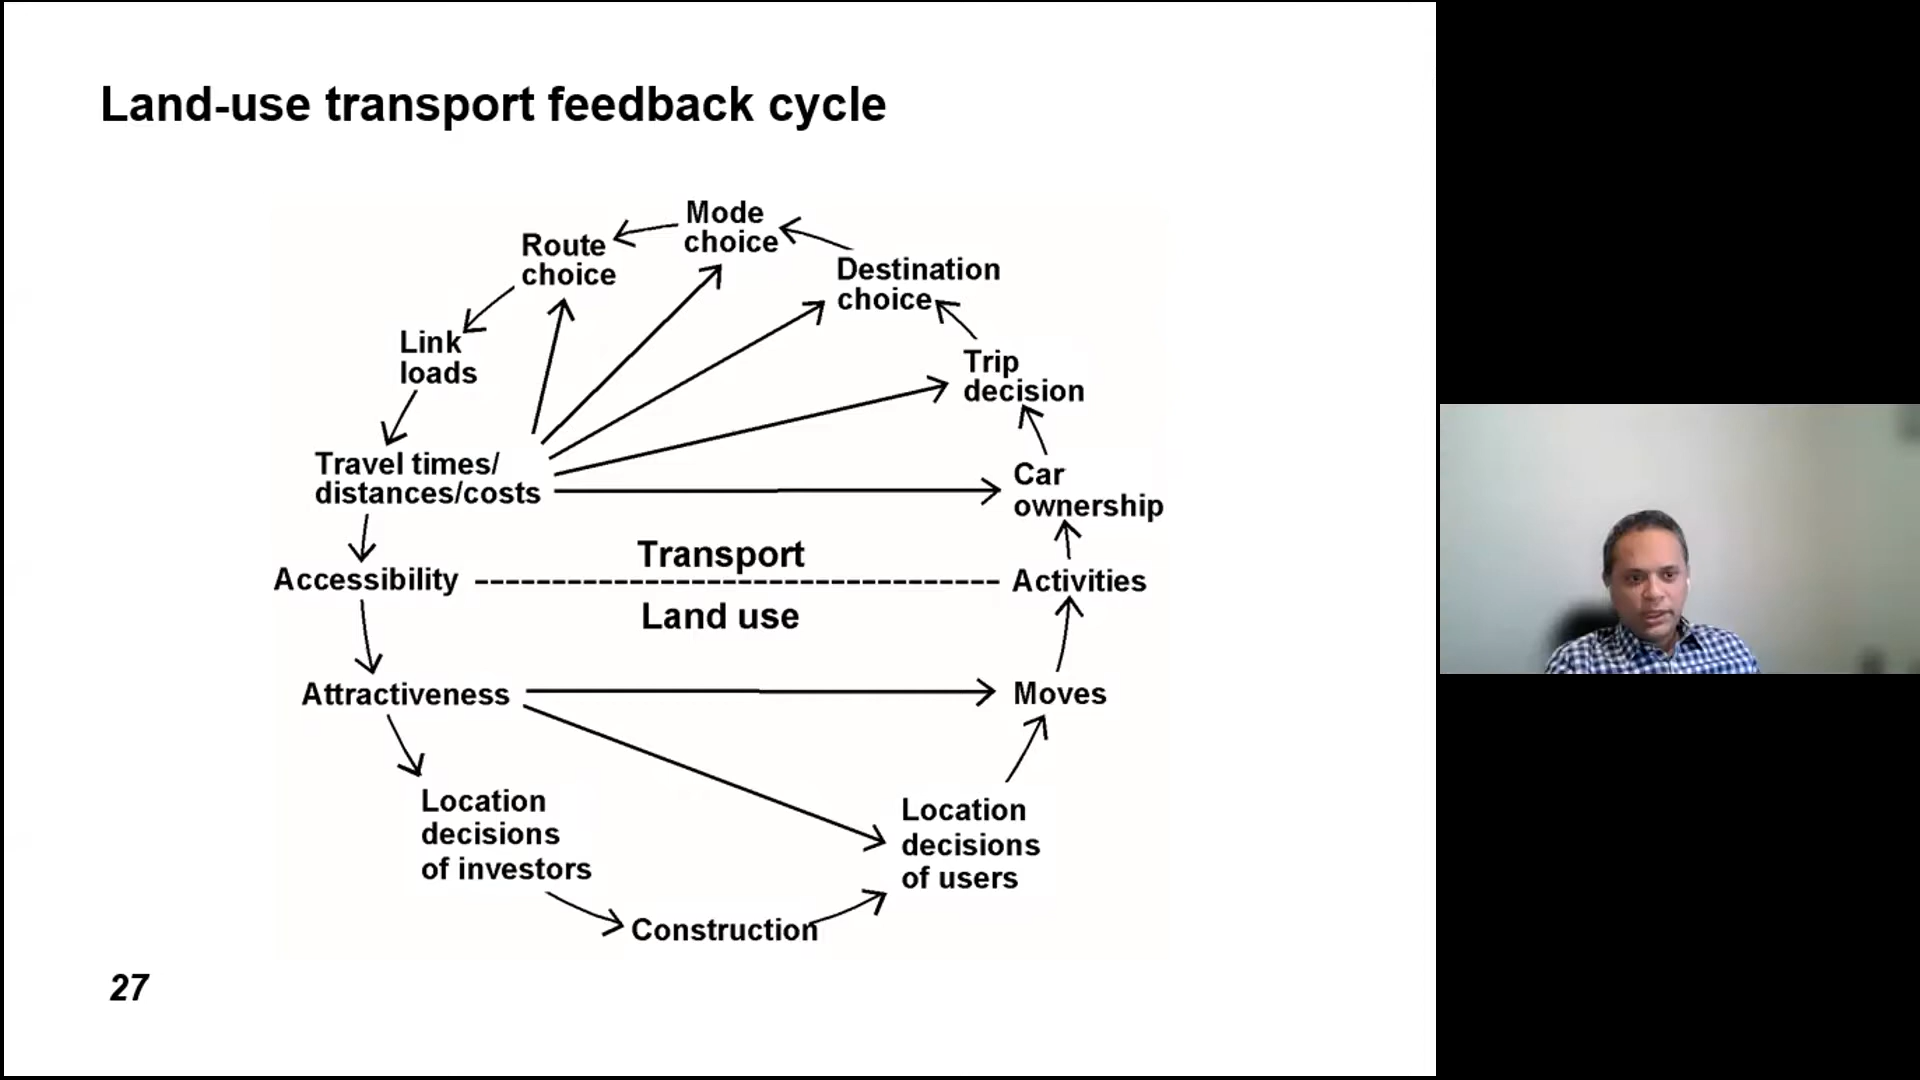 Land-use transport feedback cycle
Mode
choice
Route
choice
Destination
choice
Link
loads
Trip
decision
Travel times/
distances/costs
Car
ownership
Transport
Accessibility
Activities
Land use
Attractiveness
Moves
Location
decisions
of investors
Location
decisions
of users
Construction
27